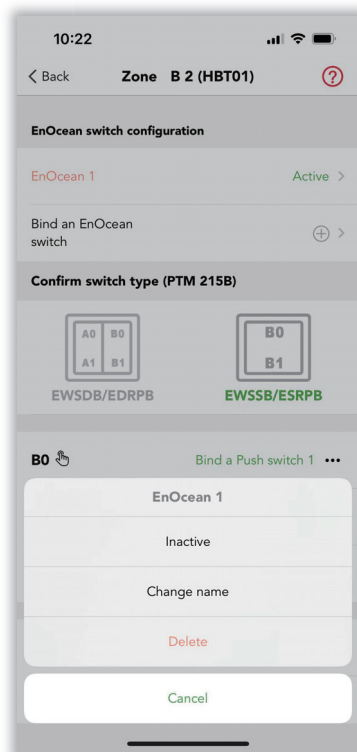 10:22
Back Zone B 2 (HBT01) ?
EnOcean switch configuration
EnOcean 1 Active
Bind an EnOcean
switch
Confirm switch type (PTM 215B)
A0 B0 B0
A1 B1 B1
EWSDB/EDRPB EWSSB/ESRPB
B0 Bind a Push switch 1 •••
EnOcean 1
Inactive
Change name
Delete
Cancel